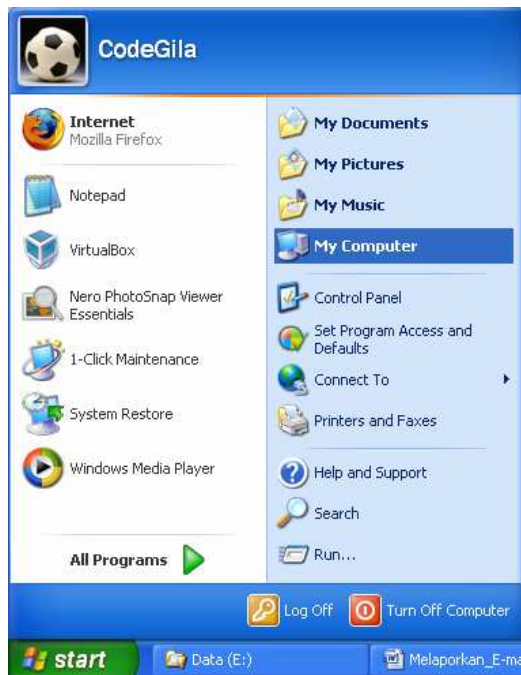 CodeGila
Internet
Mozilla Firefox
Notepad
VirtualBox
Nero PhotoSnap Viewer
Essentials
1-Click Maintenance
System Restore
Windows Media Player
All Programs
My Documents
My Pictures
My Music
My Computer
Control Panel
Set Program Access and
Defaults
Connect To
Printers and Faxes
Help and Support
Search
Run...
Log Off
Turn Off Computer
start
Data (E:)
Melaporkan_E-ma